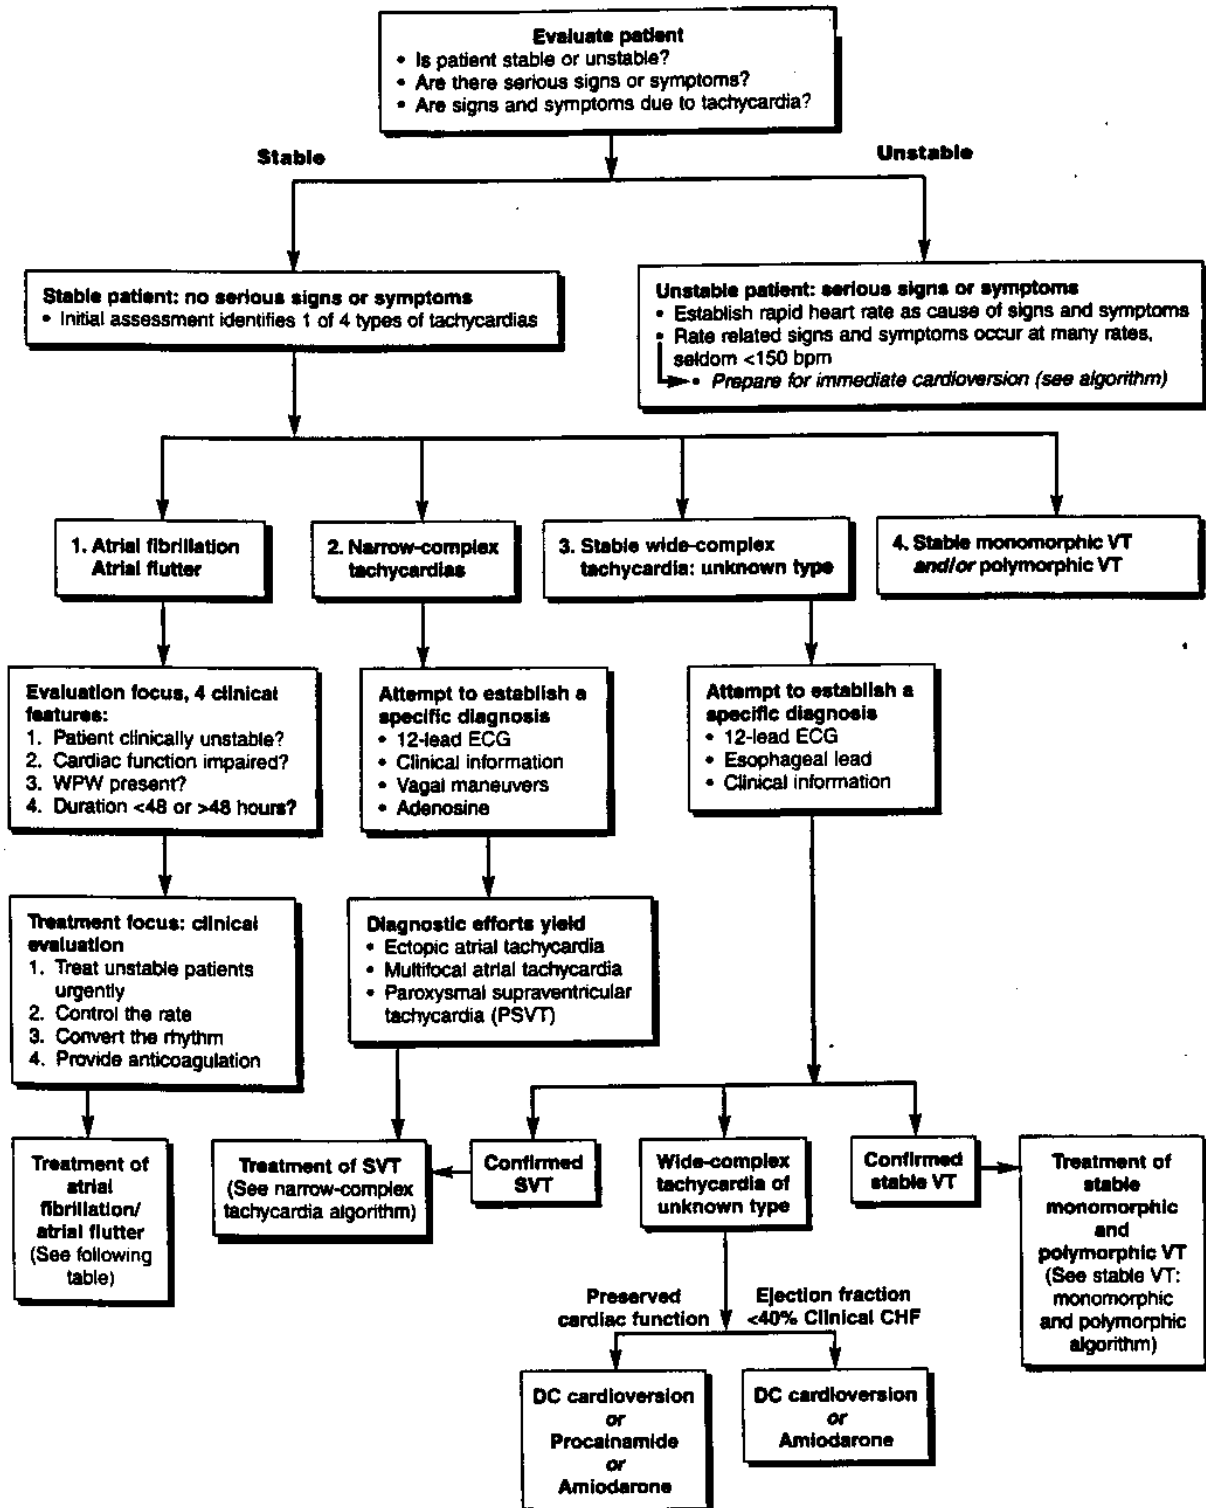 Evaluate patient
• Is patient stable or unstable?
• Are there serious signs or symptoms?
• Are signs and symptoms due to tachycardia?
Stable
Unstable
Stable patient: no serious signs or symptoms
• Initial assessment identifies 1 of 4 types of tachycardias
Unstable patient: serious signs or symptoms
• Establish rapid heart rate as cause of signs and symptoms
• Rate related signs and symptoms occur at many rates,
seldom <150 bpm
• Prepare for immediate cardioversion (see algorithm)
1. Atrial fibrillation
Atrial flutter
2. Narrow-complex
tachycardias
3. Stable wide-complex
tachycardia: unknown type
4. Stable monomorphic VT
and/or polymorphic VT
Evaluation focus, 4 clinical
features:
1. Patient clinically unstable?
2. Cardiac function impaired?
3. WPW present?
4. Duration <48 or >48 hours?
Attempt to establish a
specific diagnosis
• 12-lead ECG
• Clinical information
• Vagal maneuvers
• Adenosine
Attempt to establish a
specific diagnosis
• 12-lead ECG
• Esophageal lead
• Clinical information
Treatment focus: clinical
evaluation
1. Treat unstable patients
urgently
2. Control the rate
3. Convert the rhythm
4. Provide anticoagulation
Diagnostic efforts yield
• Ectopic atrial tachycardia
• Multifocal atrial tachycardia
• Paroxysmal supraventricular
tachycardia (PSVT)
Treatment of
atrial
fibrillation/
atrial flutter
(See following
table)
Treatment of SVT
(See narrow-complex
tachycardia algorithm)
Confirmed
SVT
Wide-complex
tachycardia of
unknown type
Confirmed
stable VT
Treatment of
stable
monomorphic
and
polymorphic VT
(See stable VT:
monomorphic
and polymorphic
algorithm)
Preserved
cardiac function
Ejection fraction
<40% Clinical CHF
DC cardioversion
or
Procainamide
or
Amiodarone
DC cardioversion
or
Amiodarone